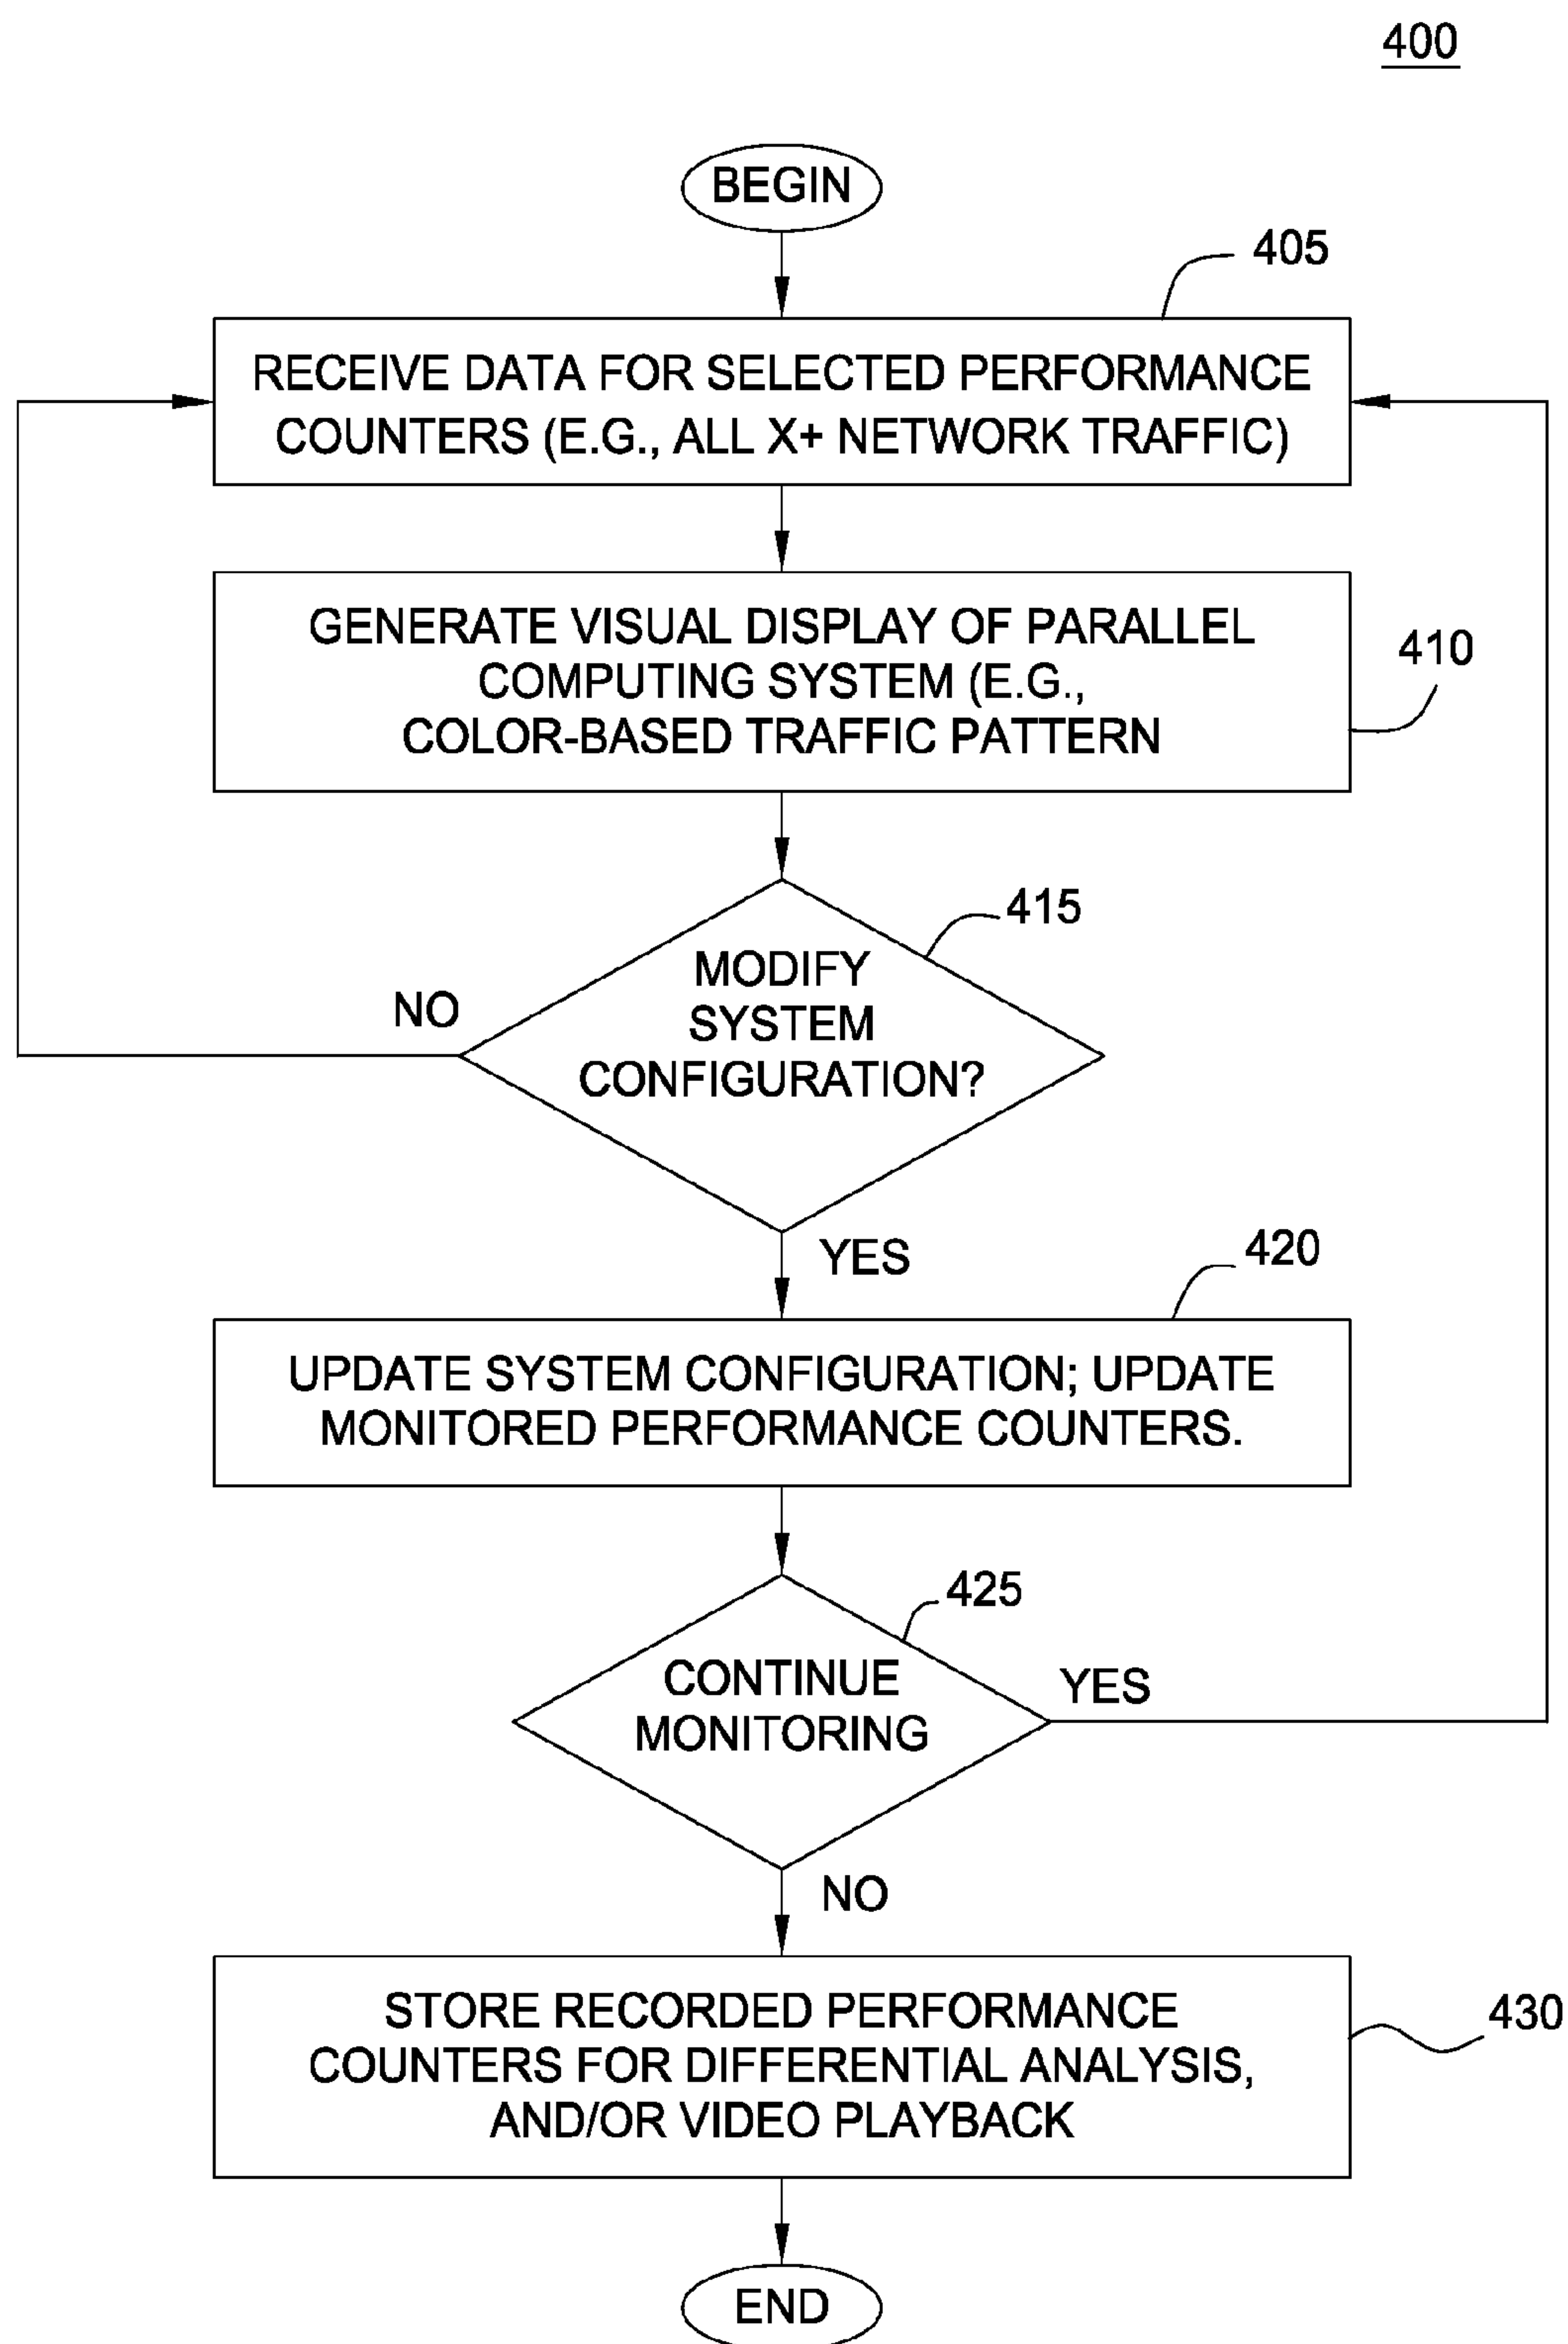 400
BEGIN
405
RECEIVE DATA FOR SELECTED PERFORMANCE
COUNTERS (E.G., ALL X+ NETWORK TRAFFIC)
GENERATE VISUAL DISPLAY OF PARALLEL
COMPUTING SYSTEM (E.G.,
COLOR-BASED TRAFFIC PATTERN
410
415
MODIFY
SYSTEM
CONFIGURATION?
NO
YES
420
UPDATE SYSTEM CONFIGURATION; UPDATE
MONITORED PERFORMANCE COUNTERS.
425
CONTINUE
MONITORING
YES
NO
STORE RECORDED PERFORMANCE
COUNTERS FOR DIFFERENTIAL ANALYSIS,
AND/OR VIDEO PLAYBACK
430
END